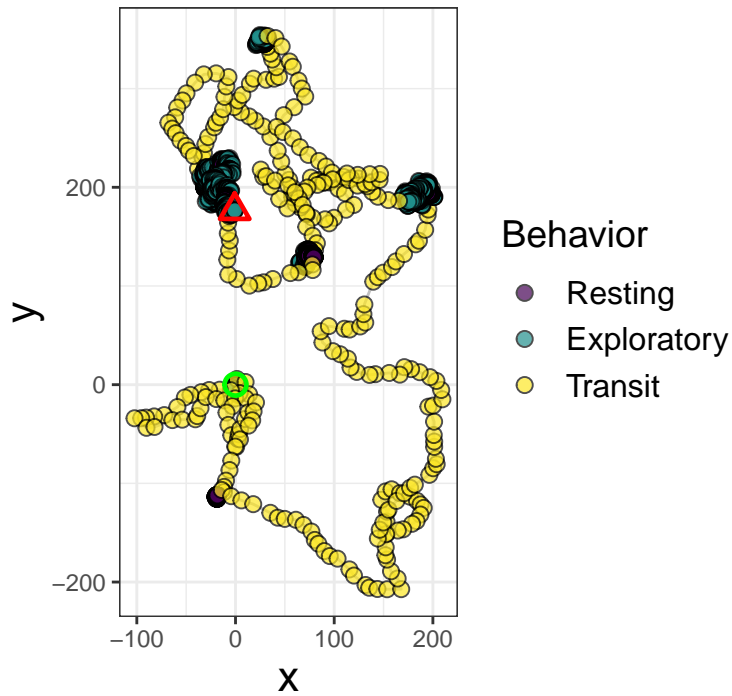 200
0
−200
y
−100
0
100
200
x
Behavior
Resting
Exploratory
Transit